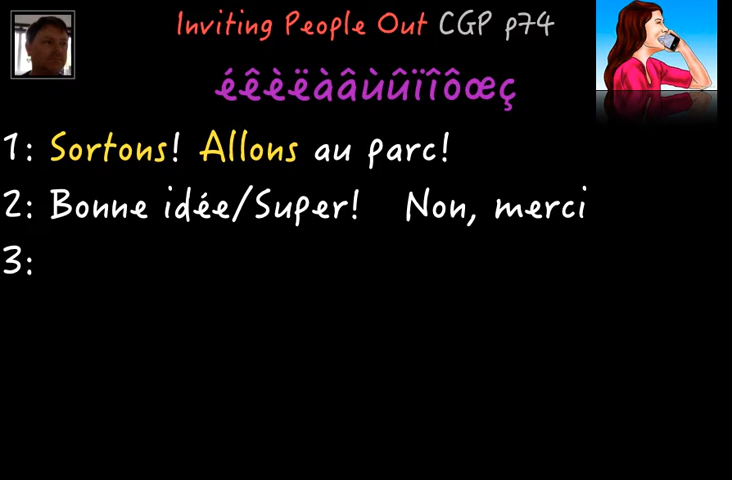 Inviting People Out CGP p74
éêèëàâùûïîôœç
1: Sortons! Allons au parc!
2: Bonne idée/Super! Non, merci
3: